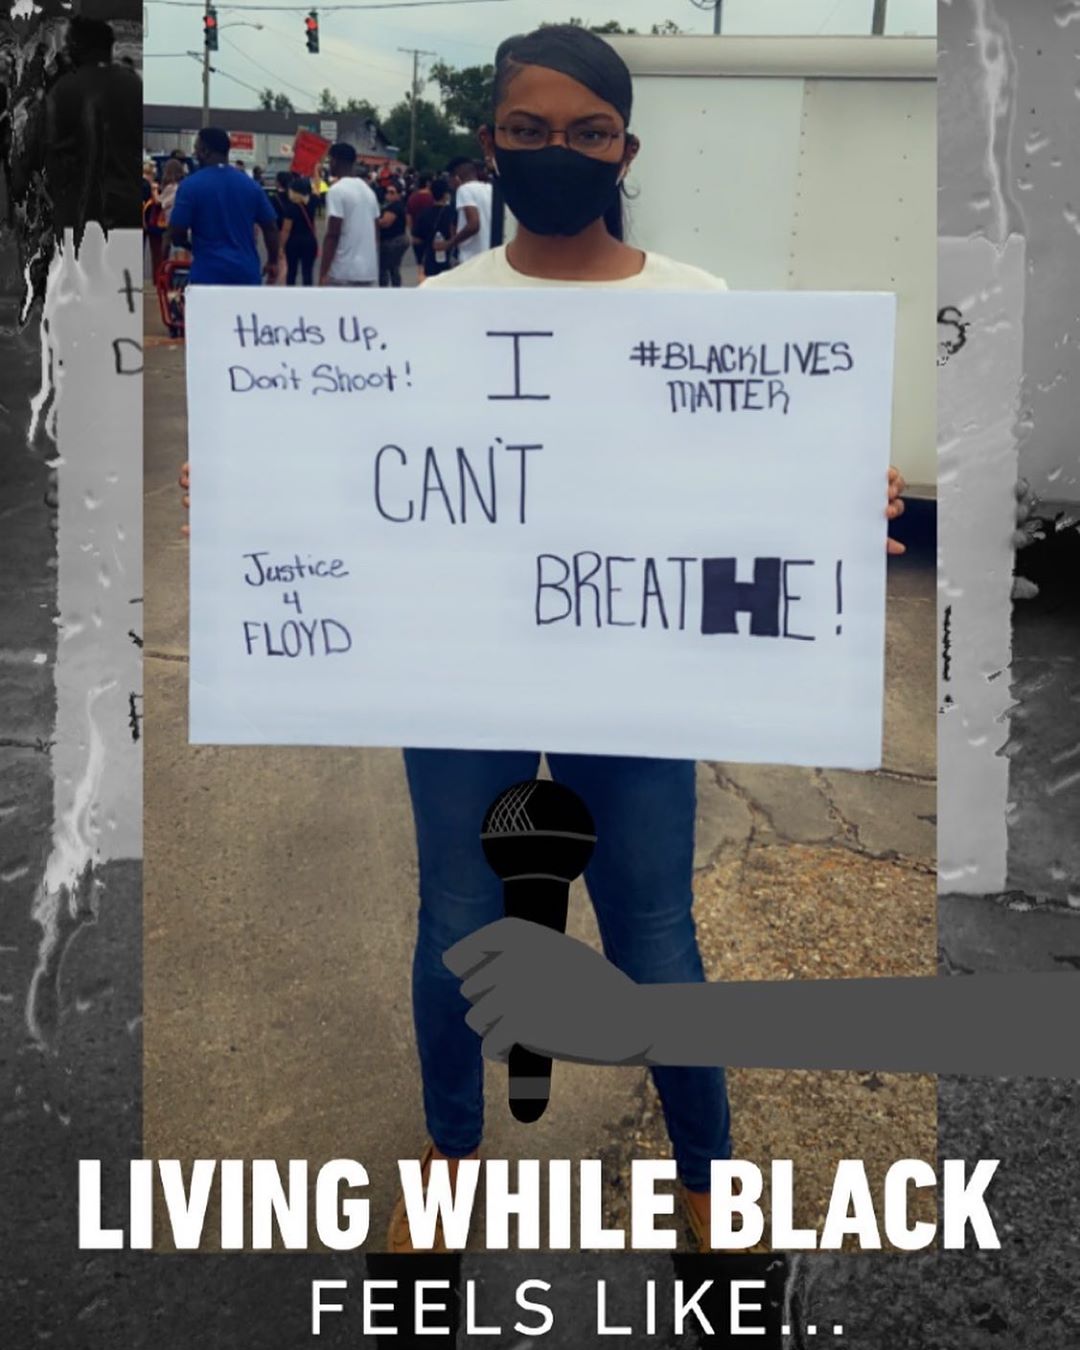 Hands Up,
Don't Shoot!
I
#BLACKLIVES
MATTER
CAN'T
BREATHE!
Justice
4
FLOYD
LIVING WHILE BLACK
FEELS LIKE...